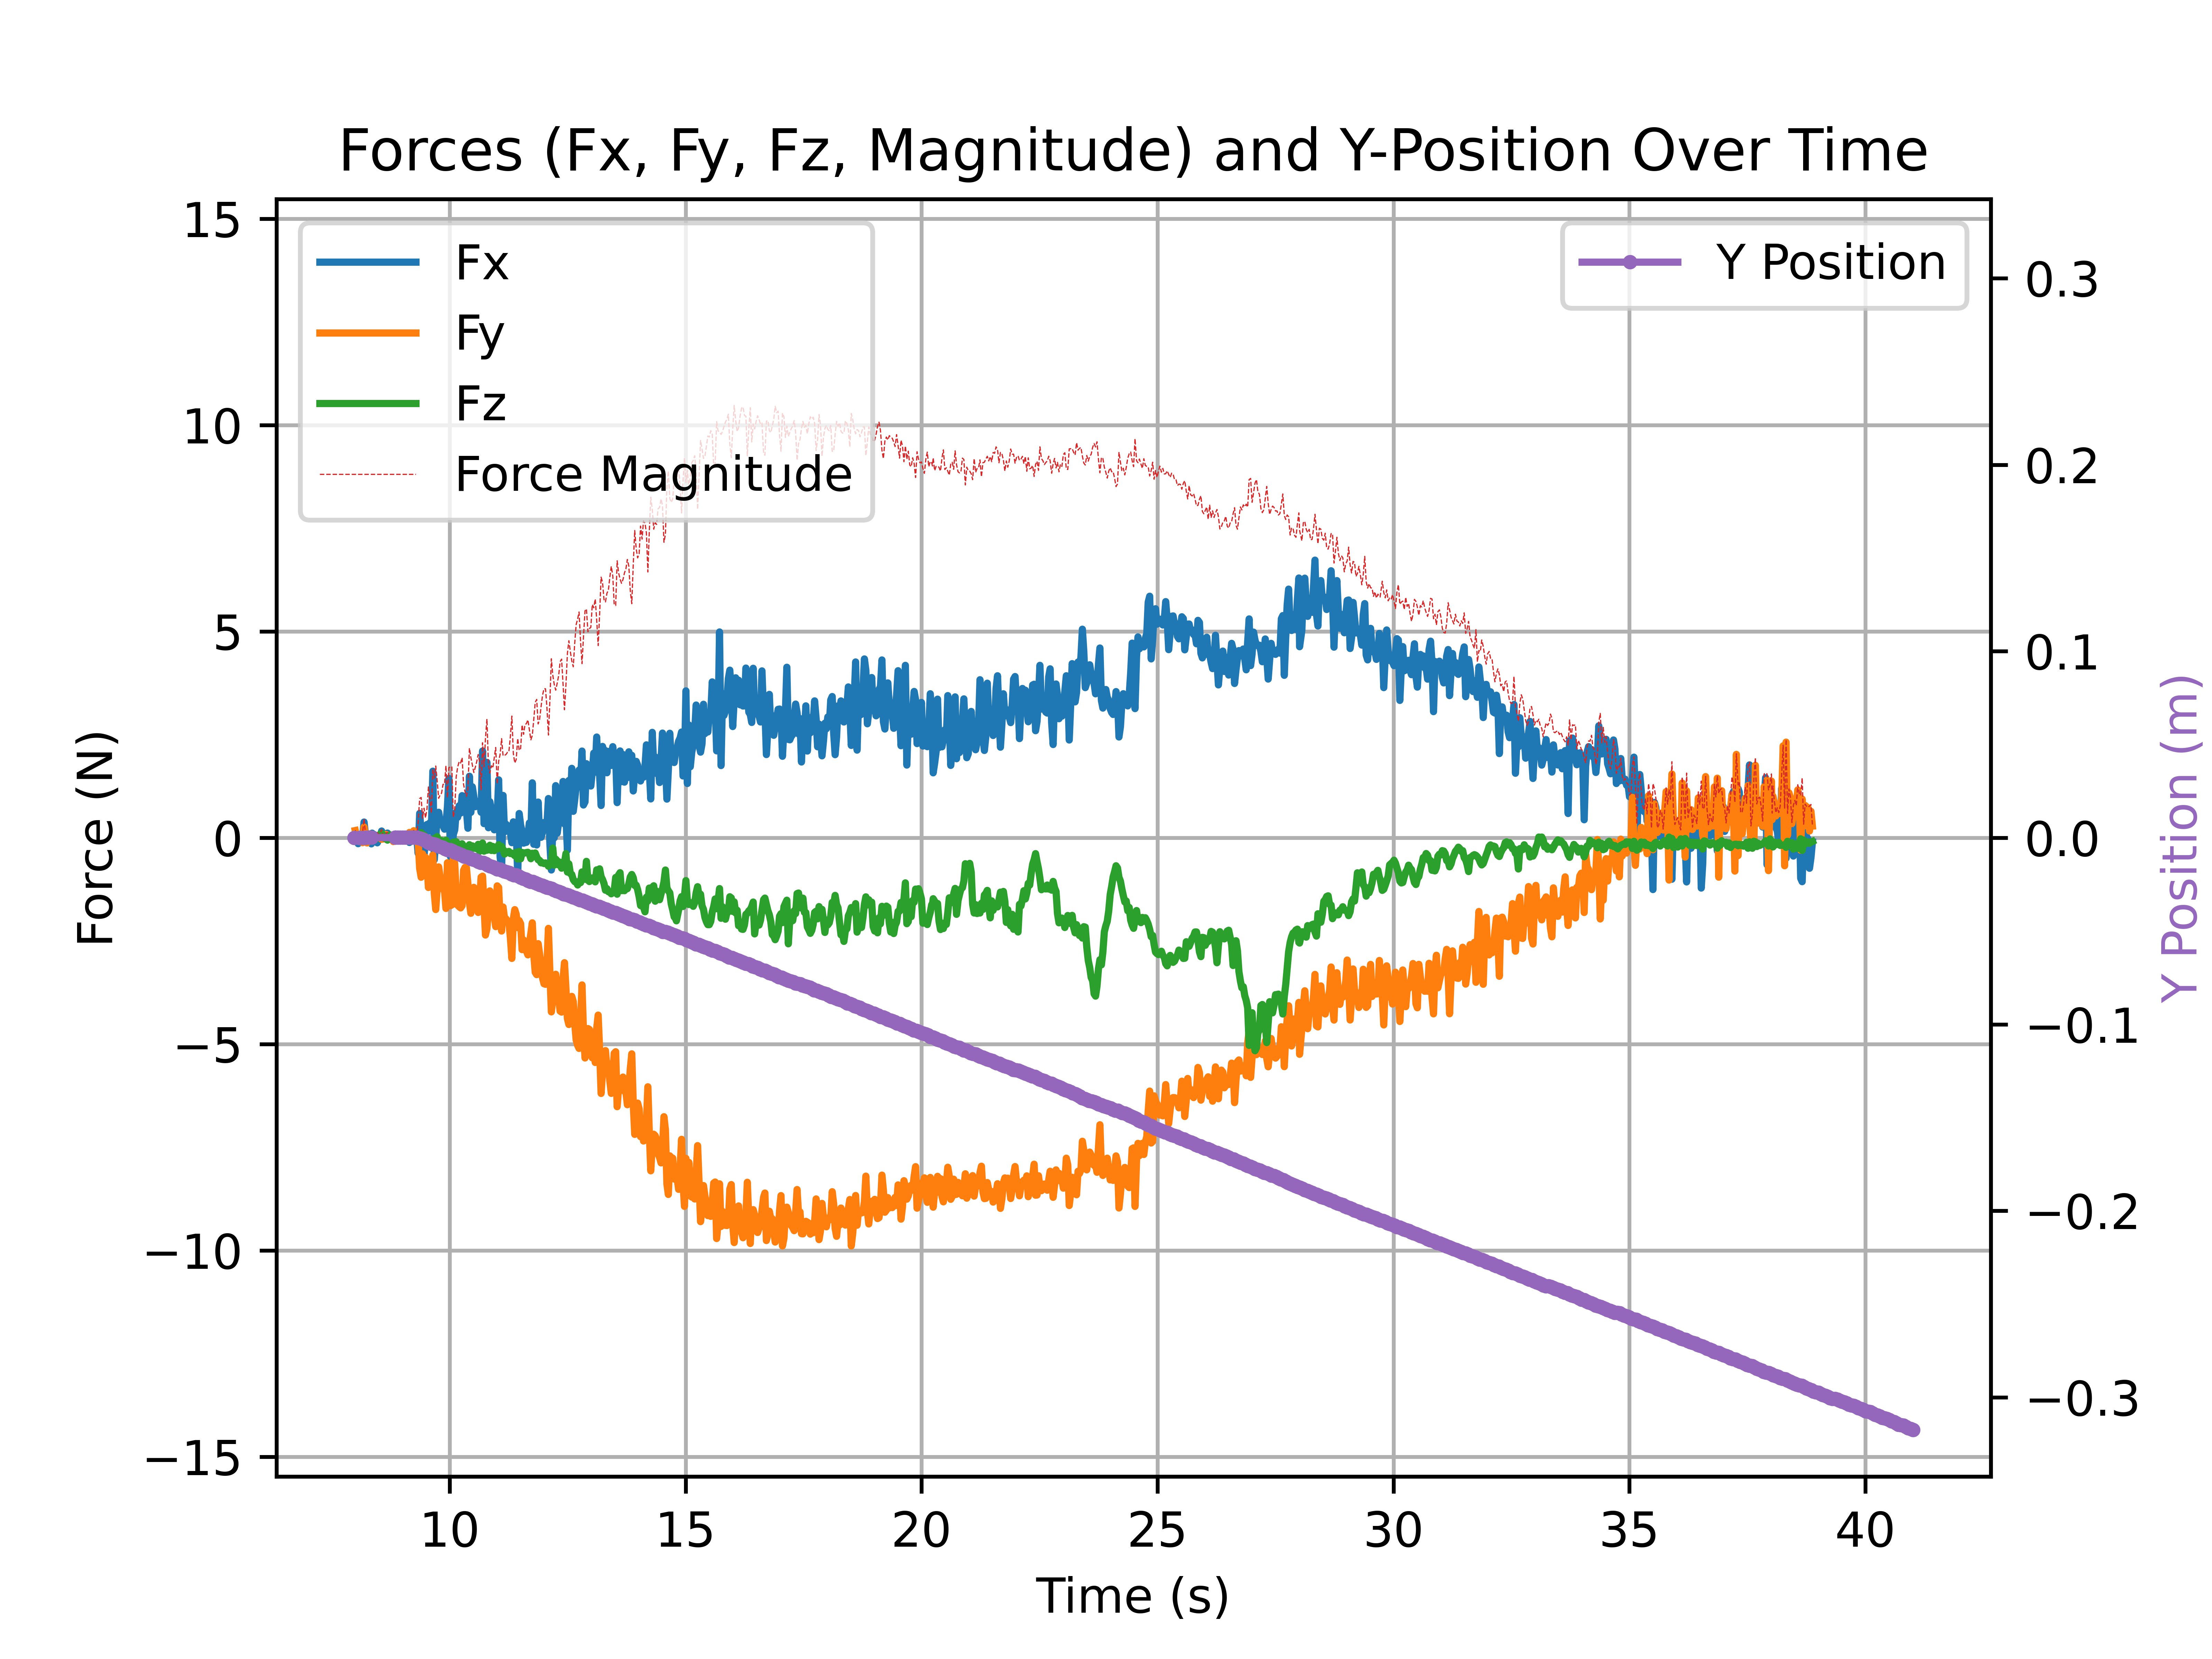 Forces (Fx, Fy, Fz, Magnitude) and Y-Position Over Time
Fx
Fy
Fz
Force Magnitude
Y Position
15
10
5
0
−5
−10
−15
Force (N)
0.3
0.2
0.1
0.0
−0.1
−0.2
−0.3
Y Position (m)
10
15
20
25
30
35
40
Time (s)